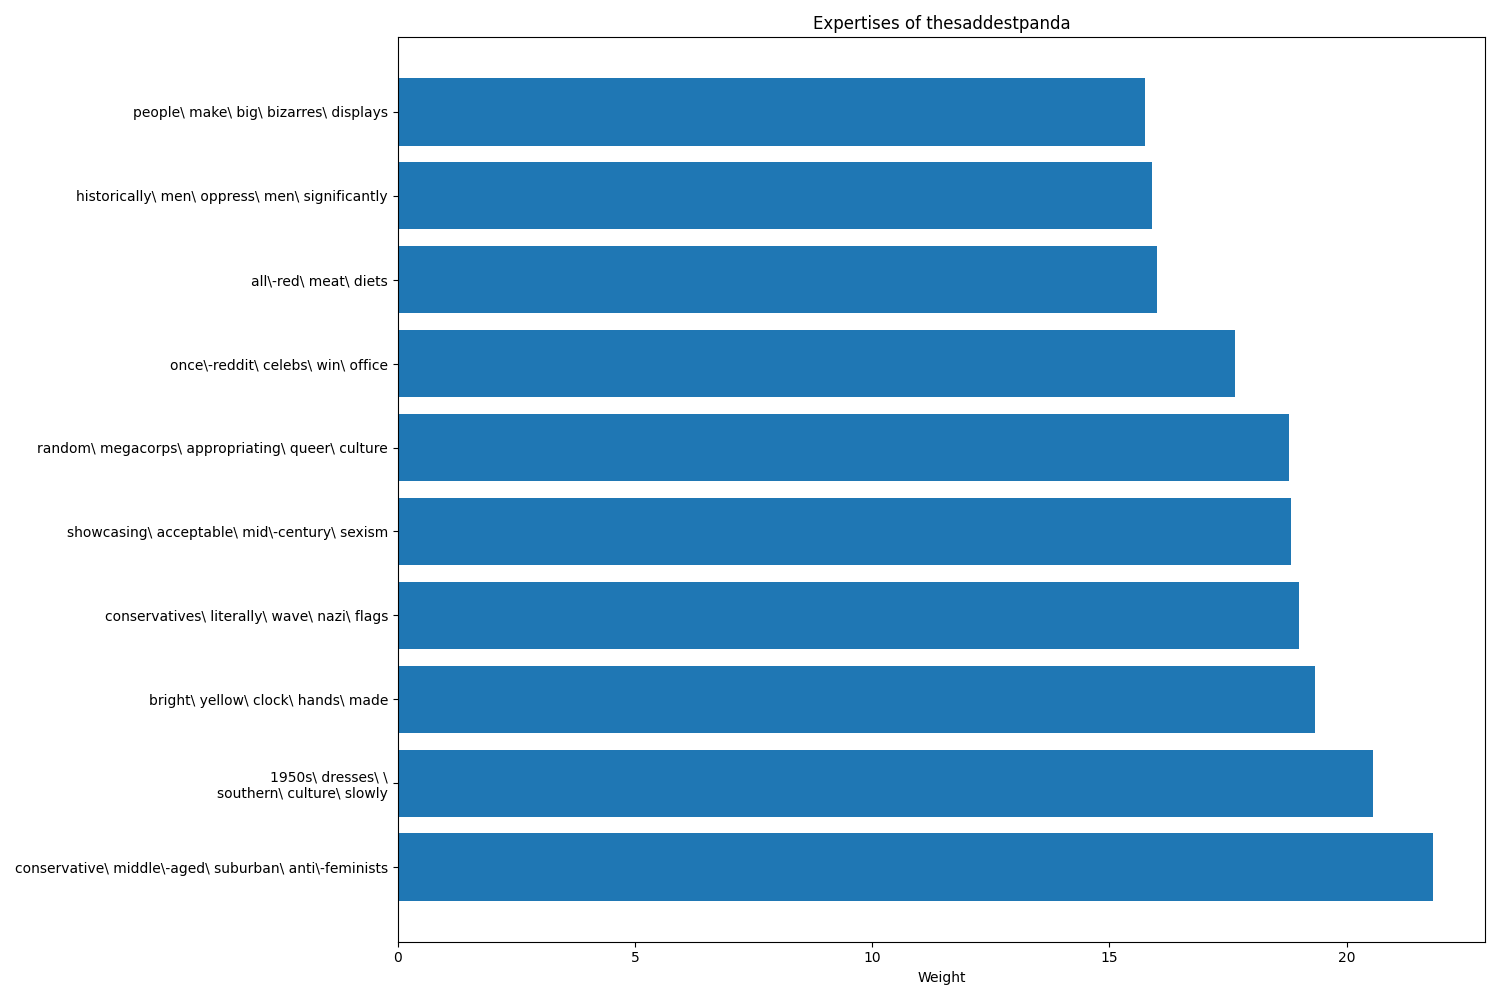 Expertises of thesaddestpanda
people\ make\ big\ bizarres\ displays
historically\ men\ oppress\ men\ significantly
all\-red\ meat\ diets
once\-reddit\ celebs\ win\ office
random\ megacorps\ appropriating\ queer\ culture
showcasing\ acceptable\ mid\-century\ sexism
conservatives\ literally\ wave\ nazi\ flags
bright\ yellow\ clock\ hands\ made
1950s\ dresses\ \
southern\ culture\ slowly
conservative\ middle\-aged\ suburban\ anti\-feminists
0 5 10 15 20
Weight